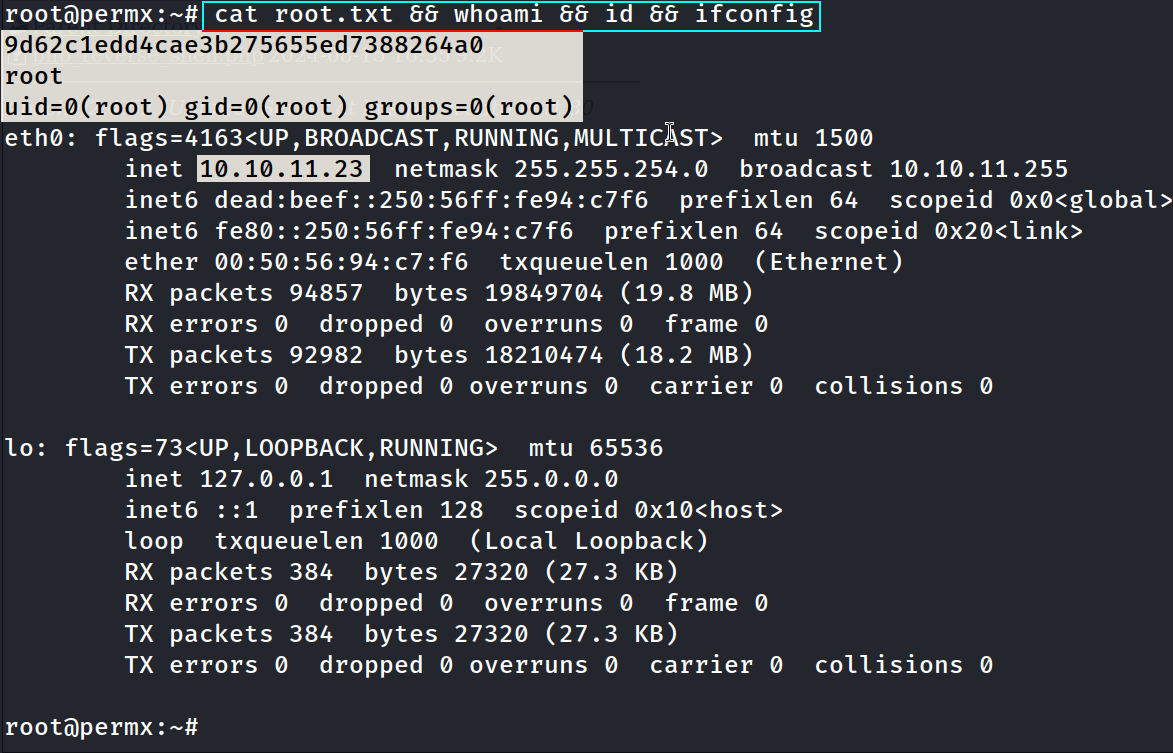 root@permx:~# cat root.txt && whoami && id && ifconfig
9d62c1edd4cae3b275655ed7388264a0
root
uid=0(root) gid=0(root) groups=0(root)
eth0: flags=4163<UP,BROADCAST,RUNNING,MULTICAST>  mtu 1500
        inet 10.10.11.23  netmask 255.255.254.0  broadcast 10.10.11.255
        inet6 dead:beef::250:56ff:fe94:c7f6  prefixlen 64  scopeid 0x0<global>
        inet6 fe80::250:56ff:fe94:c7f6  prefixlen 64  scopeid 0x20<link>
        ether 00:50:56:94:c7:f6  txqueuelen 1000  (Ethernet)
        RX packets 94857  bytes 19849704 (19.8 MB)
        RX errors 0  dropped 0  overruns 0  frame 0
        TX packets 92982  bytes 18210474 (18.2 MB)
        TX errors 0  dropped 0 overruns 0  carrier 0  collisions 0

lo: flags=73<UP,LOOPBACK,RUNNING>  mtu 65536
        inet 127.0.0.1  netmask 255.0.0.0
        inet6 ::1  prefixlen 128  scopeid 0x10<host>
        loop  txqueuelen 1000  (Local Loopback)
        RX packets 384  bytes 27320 (27.3 KB)
        RX errors 0  dropped 0  overruns 0  frame 0
        TX packets 384  bytes 27320 (27.3 KB)
        TX errors 0  dropped 0 overruns 0  carrier 0  collisions 0

root@permx:~#